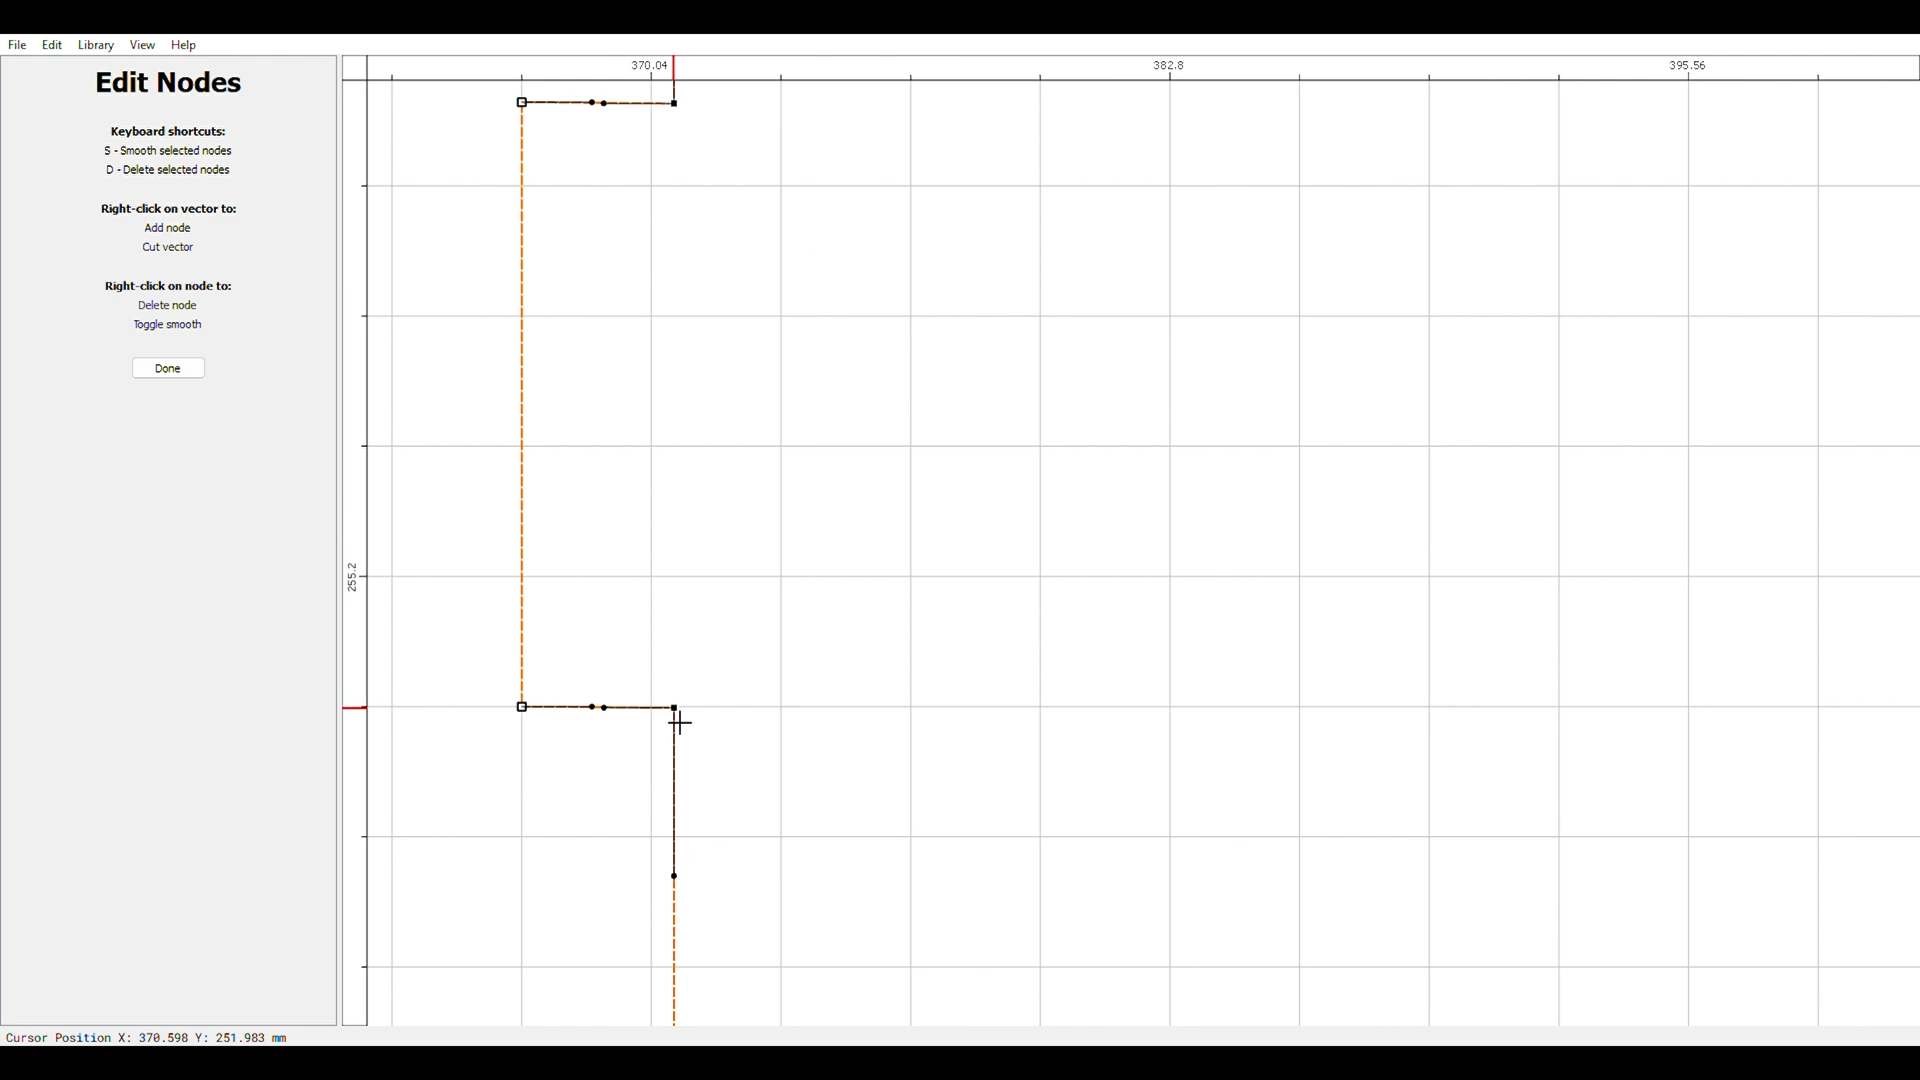 File Edit Library View Help
Edit Nodes
Keyboard shortcuts:
S - Smooth selected nodes
D - Delete selected nodes
Right-click on vector to:
Add node
Cut vector
Right-click on node to:
Delete node
Toggle smooth
Done
370.04 382.8 395.56
255.2
Cursor Position X: 370.598 Y: 251.983 mm